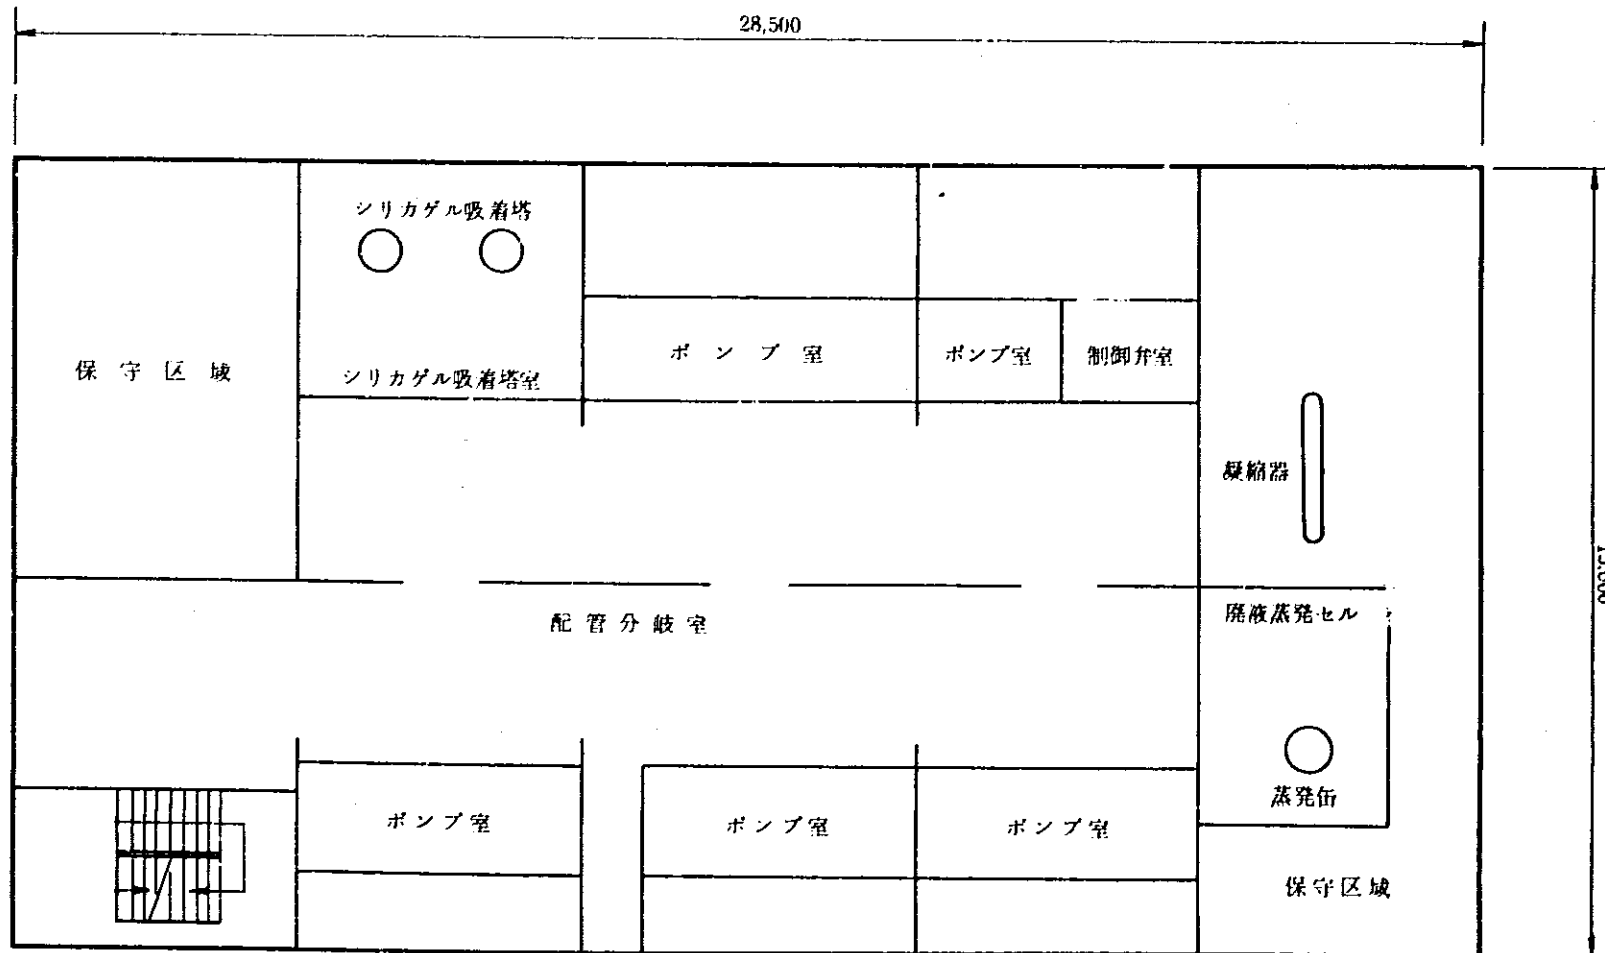 28,500
シリカゲル吸着塔
保守区域
シリカゲル吸着塔室
ポンプ室
ポンプ室
制御弁室
凝縮器
配管分岐室
廃液蒸発セル
ポンプ室
ポンプ室
ポンプ室
蒸発缶
保守区域